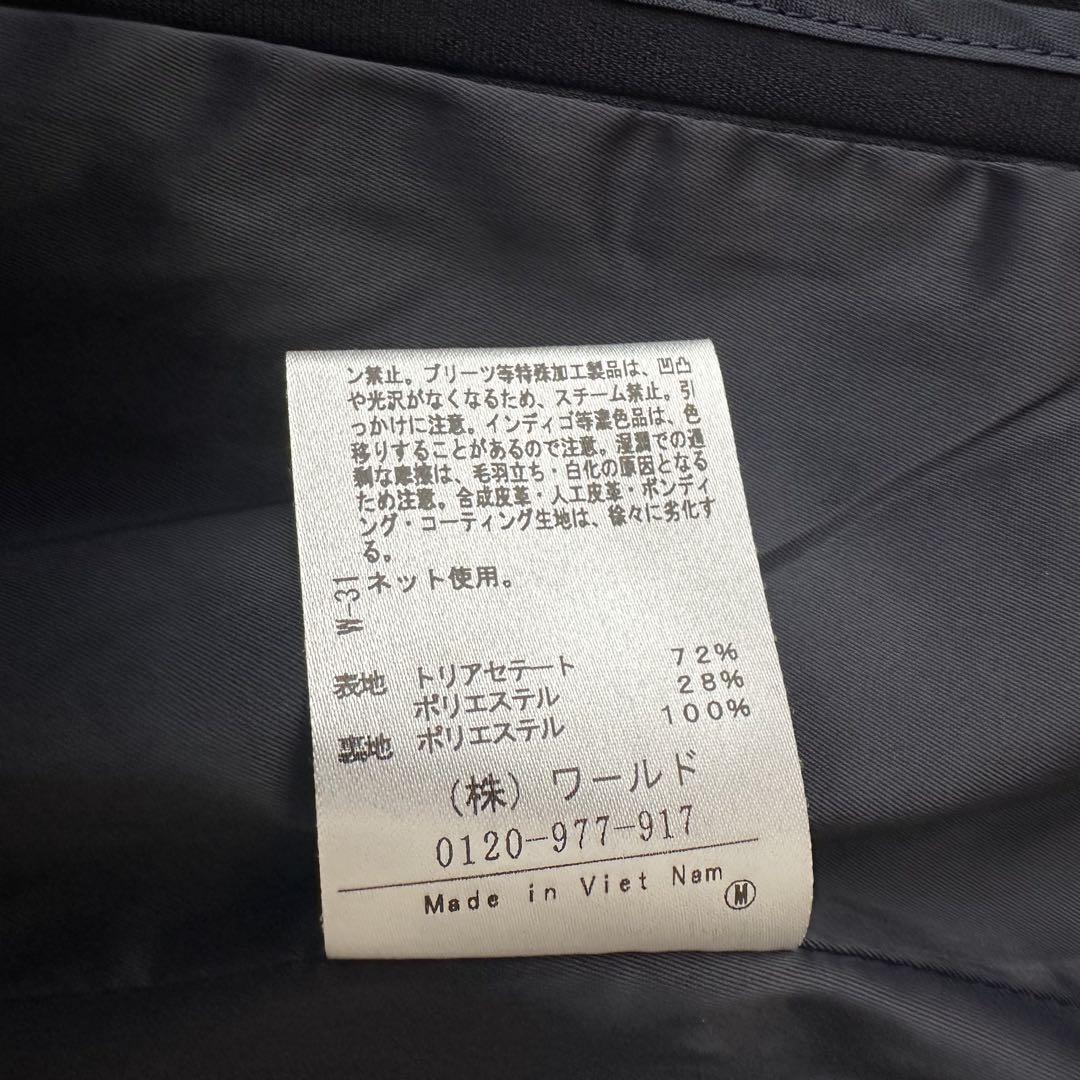 ン禁止。プリーツ等特殊加工製品は、凹凸
や光沢がなくなるため、スチーム禁止。引
っかけに注意。インディゴ等濃色品は、色
移りすることがあるので注意。湿潤での過
剰な摩擦は、毛羽立ち・白化の原因となる
ため注意。合成皮革・人工皮革・ボンディ
ング・コーティング生地は、徐々に劣化す
る。
W-31 ネット使用。
表地 トリアセテート 72%
ポリエステル 28%
裏地 ポリエステル 100%
(株) ワールド
0120-977-917
Made in Viet Nam
Ⓜ